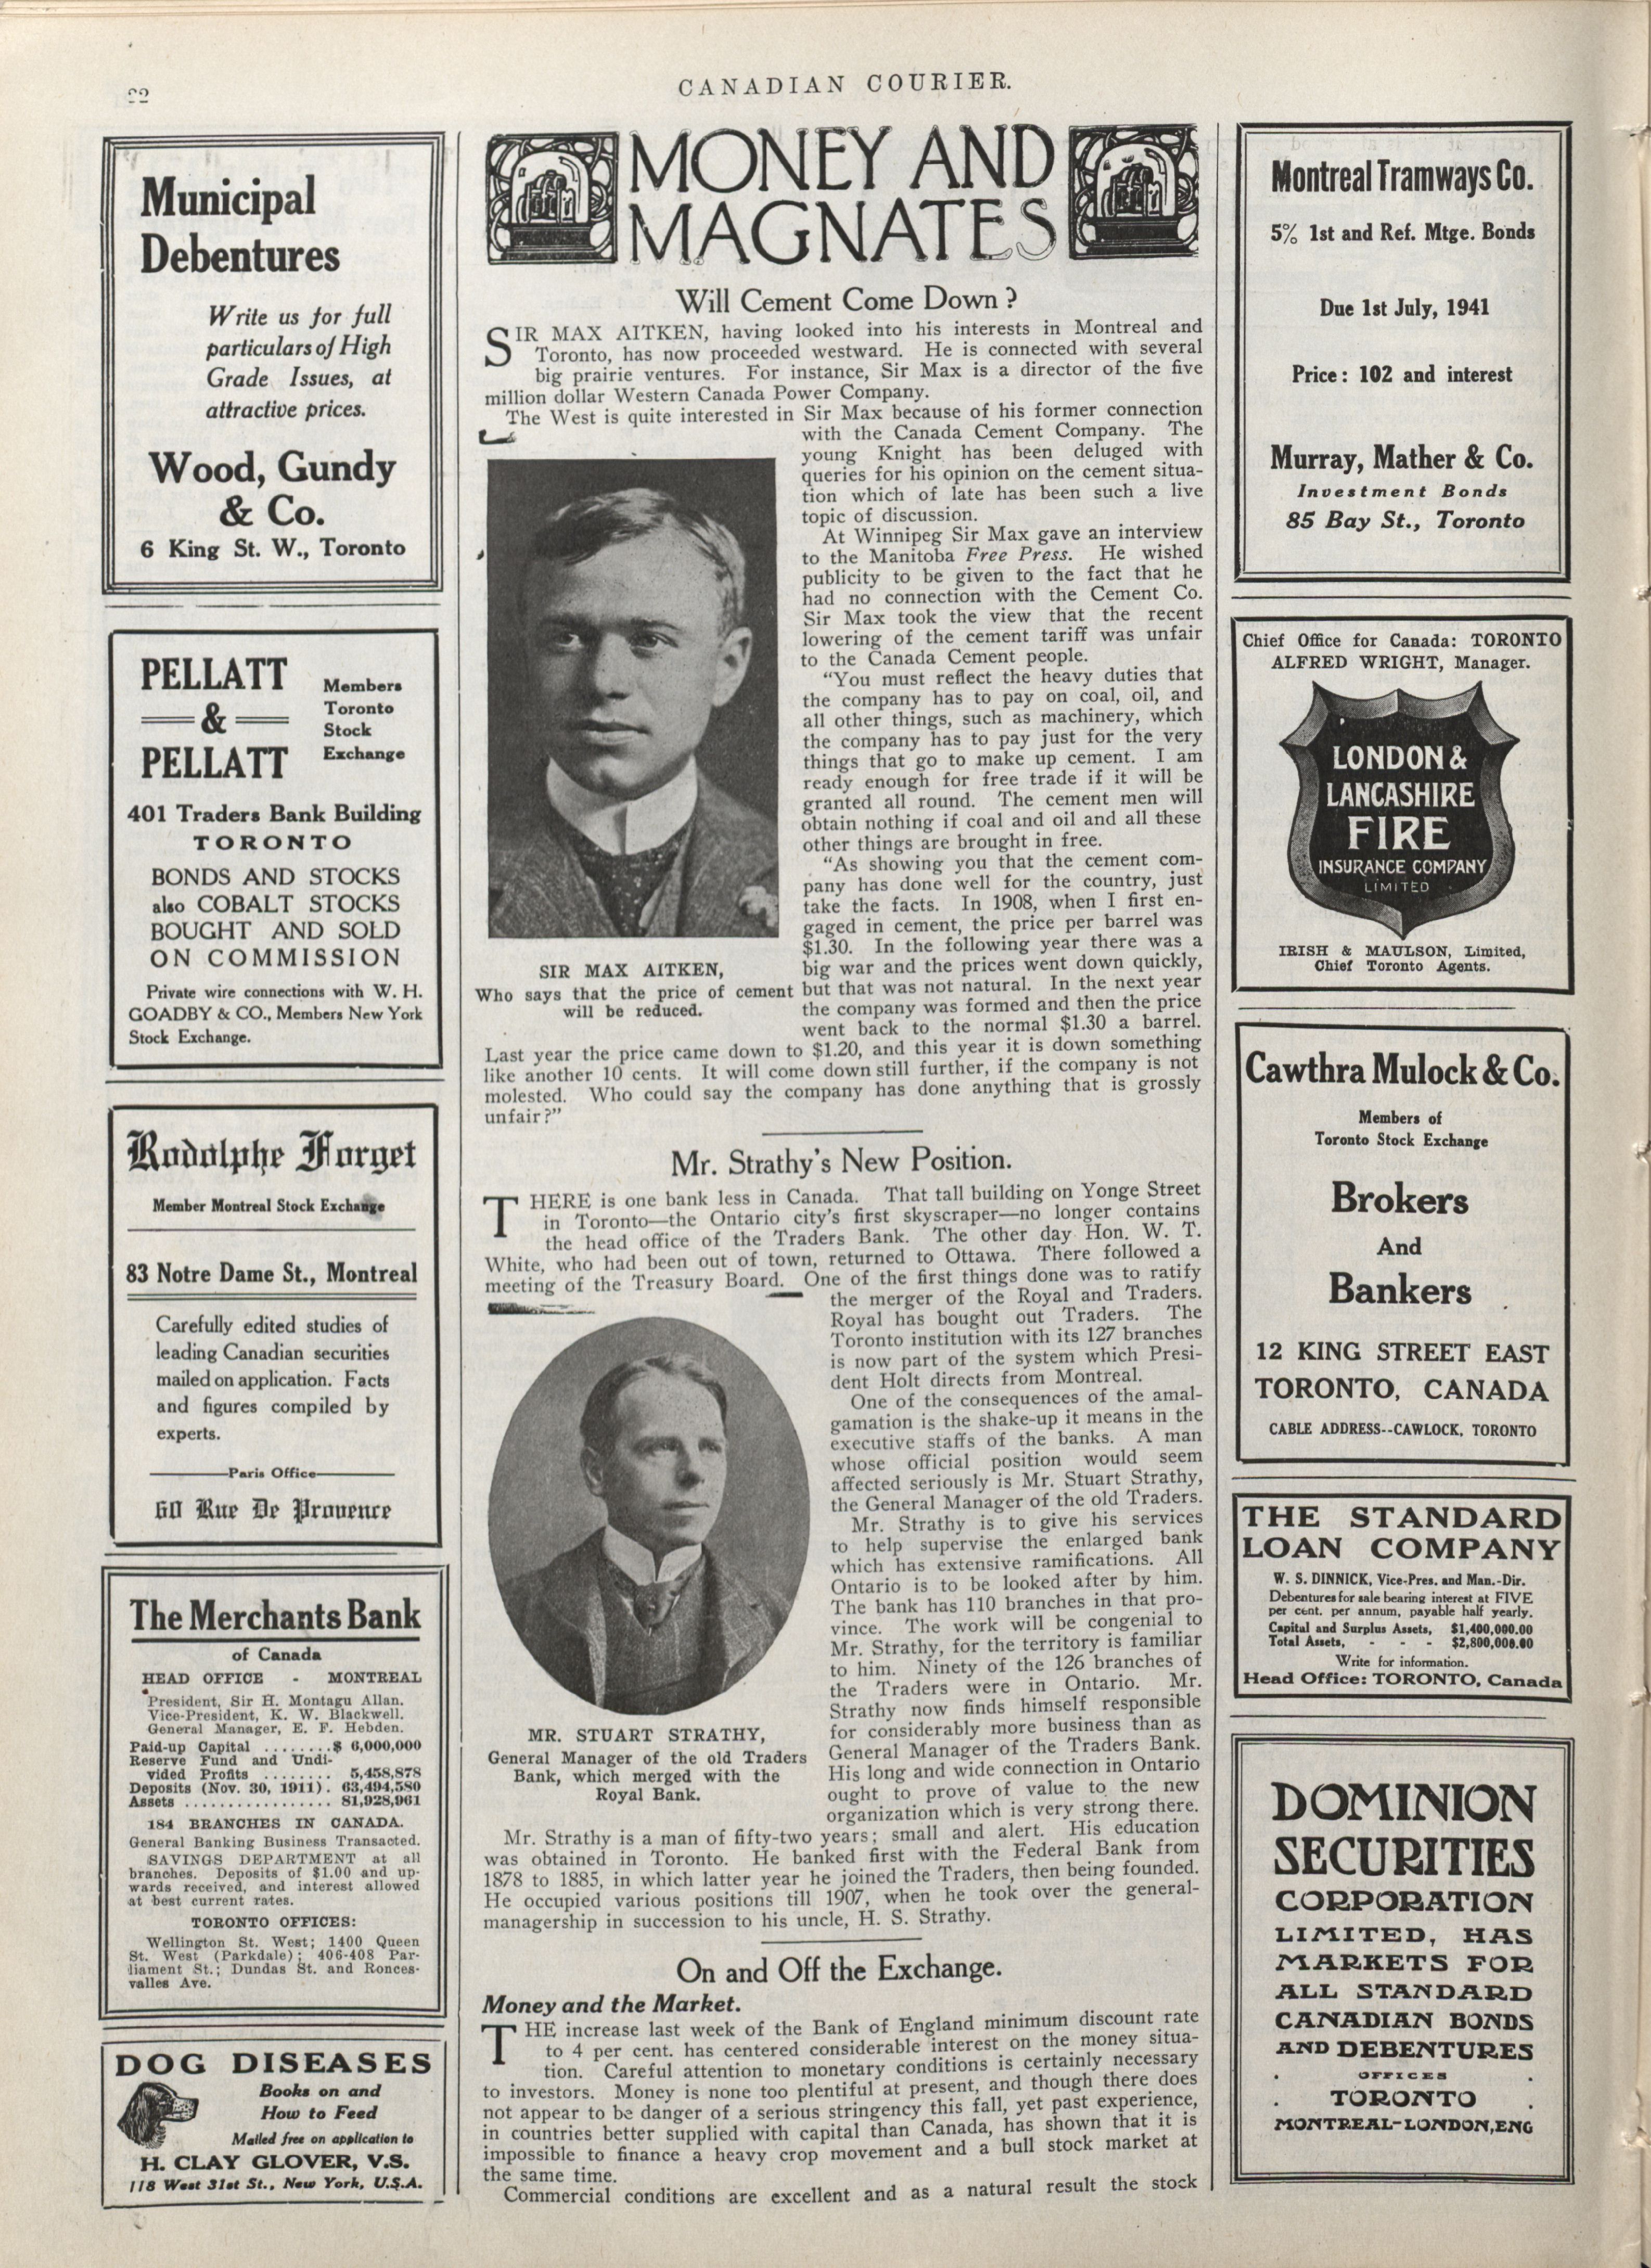 22
CANADIAN COURIER.
Municipal
Debentures
Write us for full
particulars of High
Grade Issues, at
attractive prices.
Wood, Gundy
& Co.
6 King St. W., Toronto
PELLATT
&
PELLATT
Members
Toronto
Stock
Exchange
401 Traders Bank Building
TORONTO
BONDS AND STOCKS
also COBALT STOCKS
BOUGHT AND SOLD
ON COMMISSION
Private wire connections with W. H.
GOADBY & CO., Members New York
Stock Exchange.
Rodolphe Forget
Member Montreal Stock Exchange
83 Notre Dame St., Montreal
Carefully edited studies of
leading Canadian securities
mailed on application. Facts
and figures compiled by
experts.
Paris Office
60 Rue De Provence
The Merchants Bank
of Canada
HEAD OFFICE - MONTREAL
President, Sir H. Montagu Allan.
Vice-President, K. W. Blackwell.
General Manager, E. F. Hebden.
Paid-up Capital ........$ 6,000,000
Reserve Fund and Undi-
vided Profits ........ 5,458,878
Deposits (Nov. 30, 1911). 63,494,580
Assets ................. 81,928,961
184 BRANCHES IN CANADA.
General Banking Business Transacted.
SAVINGS DEPARTMENT at all
branches. Deposits of $1.00 and up-
wards received, and interest allowed
at best current rates.
TORONTO OFFICES:
Wellington St. West; 1400 Queen
St. West (Parkdale); 406-408 Par-
liament St.; Dundas St. and Ronces-
valles Ave.
DOG DISEASES
Books on and
How to Feed
Mailed free on application to
H. CLAY GLOVER, V.S.
118 West 31st St., New York, U.S.A.
MONEY AND
MAGNATES
Will Cement Come Down?
SIR MAX AITKEN, having looked into his interests in Montreal and
Toronto, has now proceeded westward. He is connected with several
big prairie ventures. For instance, Sir Max is a director of the five
million dollar Western Canada Power Company.
The West is quite interested in Sir Max because of his former connection
with the Canada Cement Company. The
young Knight has been deluged with
queries for his opinion on the cement situa-
tion which of late has been such a live
topic of discussion.
At Winnipeg Sir Max gave an interview
to the Manitoba Free Press. He wished
publicity to be given to the fact that he
had no connection with the Cement Co.
Sir Max took the view that the recent
lowering of the cement tariff was unfair
to the Canada Cement people.
"You must reflect the heavy duties that
the company has to pay on coal, oil, and
all other things, such as machinery, which
the company has to pay just for the very
things that go to make up cement. I am
ready enough for free trade if it will be
granted all round. The cement men will
obtain nothing if coal and oil and all these
other things are brought in free.
"As showing you that the cement com-
pany has done well for the country, just
take the facts. In 1908, when I first en-
gaged in cement, the price per barrel was
$1.30. In the following year there was a
big war and the prices went down quickly,
but that was not natural. In the next year
the company was formed and then the price
went back to the normal $1.30 a barrel.
Last year the price came down to $1.20, and this year it is down something
like another 10 cents. It will come down still further, if the company is not
molested. Who could say the company has done anything that is grossly
unfair?"
SIR MAX AITKEN,
Who says that the price of cement
will be reduced.
Mr. Strathy's New Position.
THERE is one bank less in Canada. That tall building on Yonge Street
in Toronto—the Ontario city's first skyscraper—no longer contains
the head office of the Traders Bank. The other day Hon. W. T.
White, who had been out of town, returned to Ottawa. There followed a
meeting of the Treasury Board. One of the first things done was to ratify
the merger of the Royal and Traders.
Royal has bought out Traders. The
Toronto institution with its 127 branches
is now part of the system which Presi-
dent Holt directs from Montreal.
One of the consequences of the amal-
gamation is the shake-up it means in the
executive staffs of the banks. A man
whose official position would seem
affected seriously is Mr. Stuart Strathy,
the General Manager of the old Traders.
Mr. Strathy is to give his services
to help supervise the enlarged bank
which has extensive ramifications. All
Ontario is to be looked after by him.
The bank has 110 branches in that pro-
vince. The work will be congenial to
Mr. Strathy, for the territory is familiar
to him. Ninety of the 126 branches of
the Traders were in Ontario. Mr.
Strathy now finds himself responsible
for considerably more business than as
General Manager of the Traders Bank.
His long and wide connection in Ontario
ought to prove of value to the new
organization which is very strong there.
MR. STUART STRATHY,
General Manager of the old Traders
Bank, which merged with the
Royal Bank.
Mr. Strathy is a man of fifty-two years; small and alert. His education
was obtained in Toronto. He banked first with the Federal Bank from
1878 to 1885, in which latter year he joined the Traders, then being founded.
He occupied various positions till 1907, when he took over the general-
managership in succession to his uncle, H. S. Strathy.
On and Off the Exchange.
Money and the Market.
THE increase last week of the Bank of England minimum discount rate
to 4 per cent. has centered considerable interest on the money situa-
tion. Careful attention to monetary conditions is certainly necessary
to investors. Money is none too plentiful at present, and though there does
not appear to be danger of a serious stringency this fall, yet past experience,
in countries better supplied with capital than Canada, has shown that it is
impossible to finance a heavy crop movement and a bull stock market at
the same time.
Commercial conditions are excellent and as a natural result the stock
Montreal Tramways Co.
5% 1st and Ref. Mtge. Bonds
Due 1st July, 1941
Price: 102 and interest
Murray, Mather & Co.
Investment Bonds
85 Bay St., Toronto
Chief Office for Canada: TORONTO
ALFRED WRIGHT, Manager.
LONDON &
LANCASHIRE
FIRE
INSURANCE COMPANY
LIMITED
IRISH & MAULSON, Limited,
Chief Toronto Agents.
Cawthra Mulock & Co.
Members of
Toronto Stock Exchange
Brokers
And
Bankers
12 KING STREET EAST
TORONTO, CANADA
CABLE ADDRESS--CAWLOCK, TORONTO
THE STANDARD
LOAN COMPANY
W. S. DINNICK, Vice-Pres. and Man.-Dir.
Debentures for sale bearing interest at FIVE
per cent. per annum, payable half yearly.
Capital and Surplus Assets, $1,400,000.00
Total Assets, - - - $2,800,000.00
Write for information.
Head Office: TORONTO, Canada
DOMINION
SECURITIES
CORPORATION
LIMITED, HAS
MARKETS FOR
ALL STANDARD
CANADIAN BONDS
AND DEBENTURES
OFFICES
TORONTO
MONTREAL-LONDON, ENG